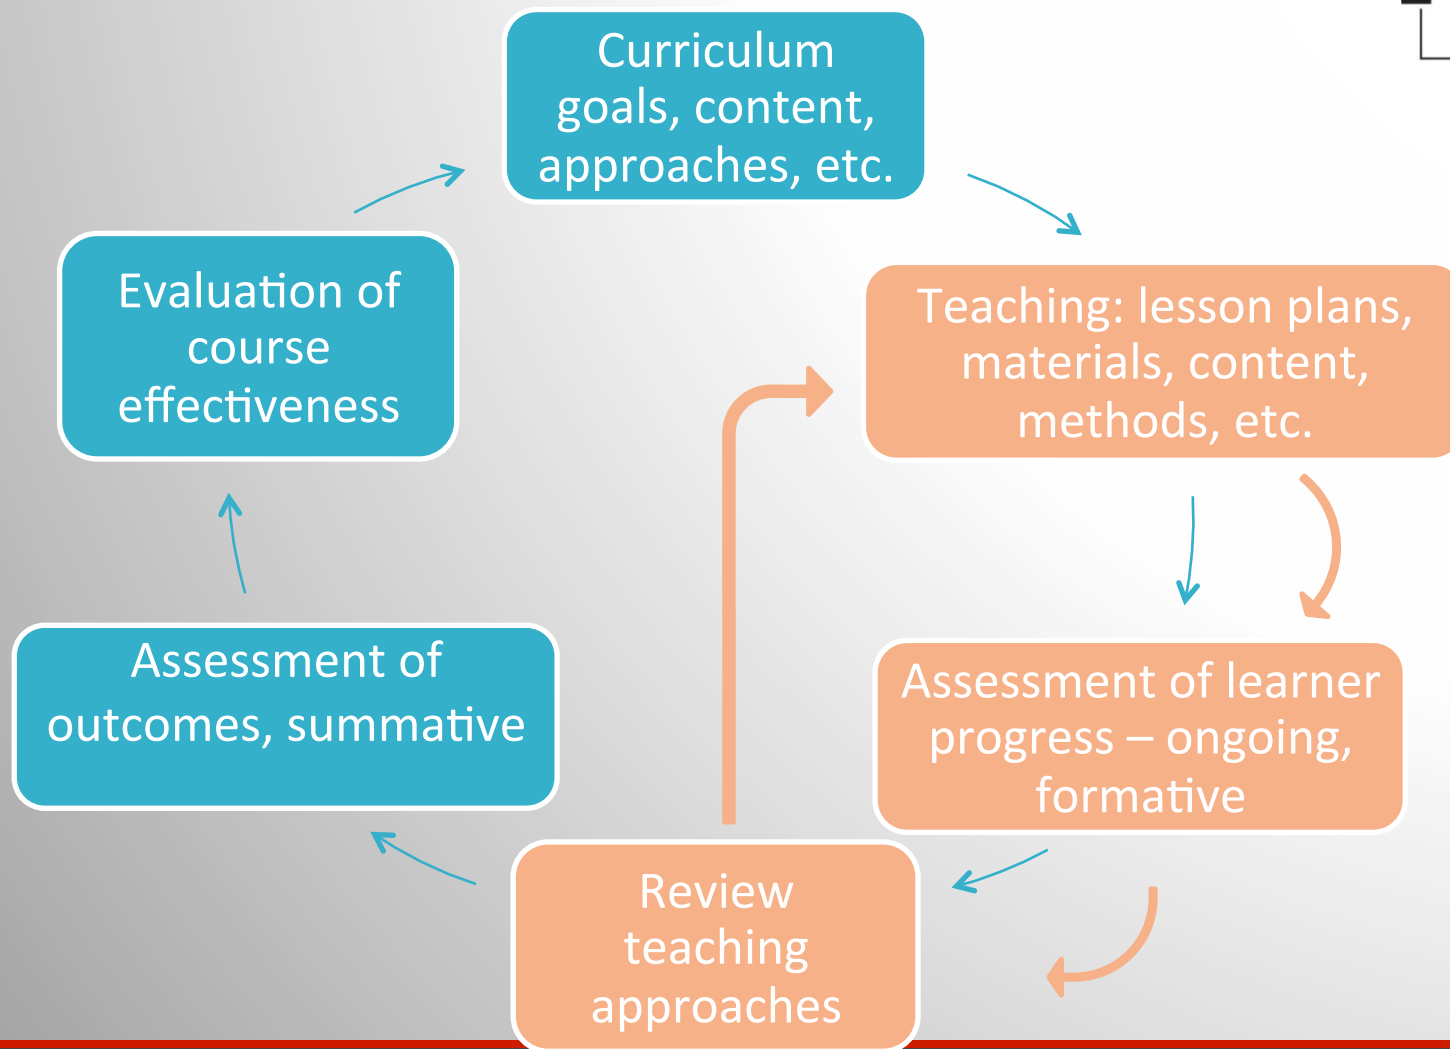 Curriculum
goals, content,
approaches, etc.
Teaching: lesson plans,
materials, content,
methods, etc.
Assessment of learner
progress – ongoing,
formative
Review
teaching
approaches
Assessment of
outcomes, summative
Evaluation of
course
effectiveness